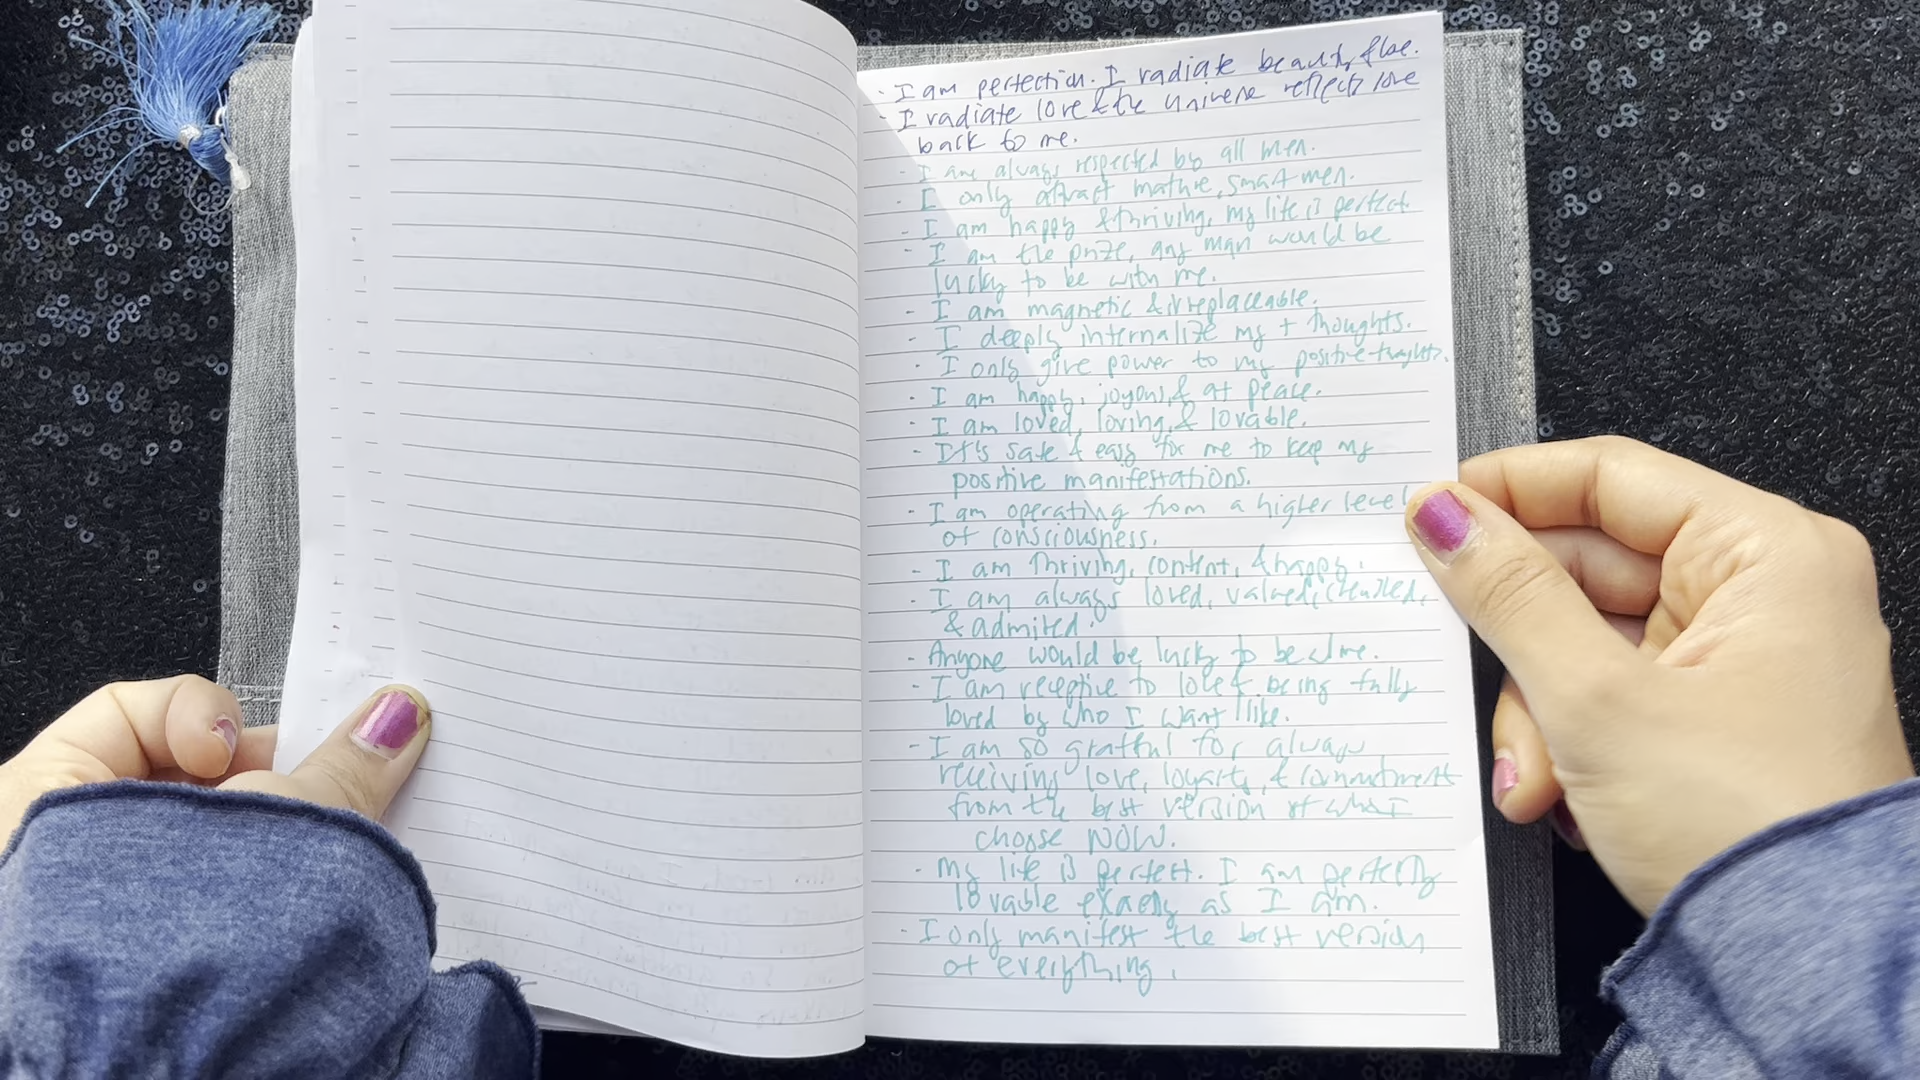 - I am perfection. I radiate beauty & love.
- I radiate love & the universe reflects love
back to me.
- I am always respected by all men.
- I only attract mature, smart men.
- I am happy & thriving, my life is perfect
- I am the prize, any man would be
lucky to be with me.
- I am magnetic & irreplaceable.
- I deeply internalize my + thoughts.
- I only give power to my positive thoughts.
- I am happy, joyous, & at peace.
- I am loved, loving, & lovable.
- It's safe & easy for me to keep my
positive manifestations.
- I am operating from a higher level
of consciousness.
- I am thriving, content, & happy.
- I am always loved, valued,
& admired.
- Anyone would be lucky to be w/ me.
- I am receptive to love & being fully
loved by who I want / like.
- I am so grateful for always
receiving love, loyalty, & commitment
from the best version of who I
choose NOW.
- My life is perfect. I am perfectly
lovable exactly as I am.
- I only manifest the best version
of everything.